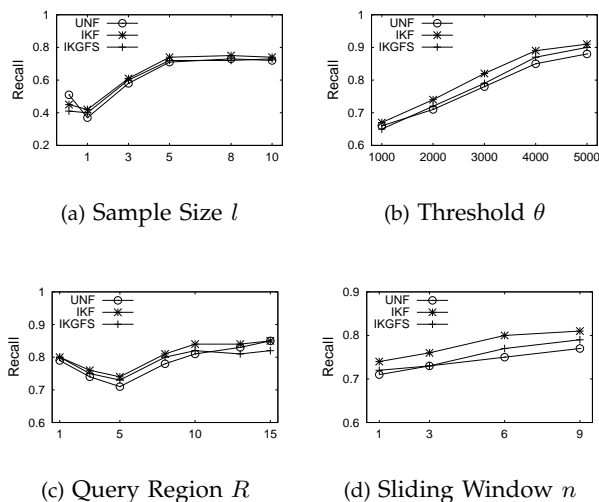 1
0.8
0.6
0.4
0.2
Recall
UNF
IKF
IKGFS
1 3 5 8 10
(a) Sample Size l
1
0.9
0.8
0.7
0.6
Recall
UNF
IKF
IKGFS
1000 2000 3000 4000 5000
(b) Threshold θ
1
0.9
0.8
0.7
0.6
Recall
UNF
IKF
IKGFS
1 5 10 15
(c) Query Region R
0.9
0.8
0.7
0.6
Recall
UNF
IKF
IKGFS
1 3 6 9
(d) Sliding Window n